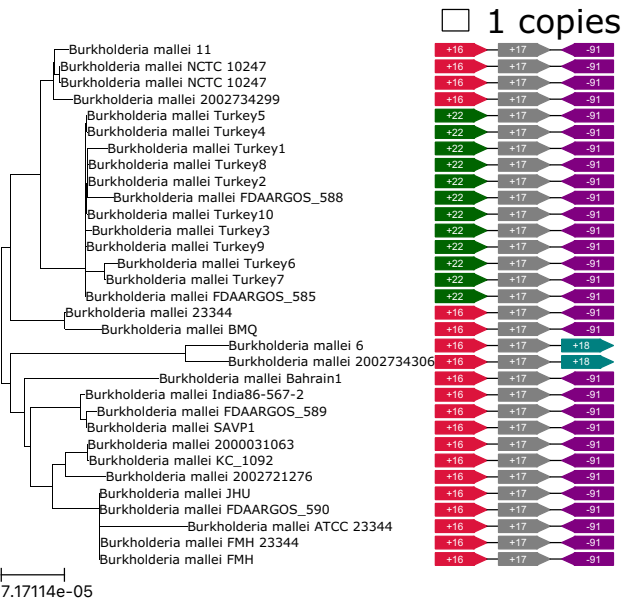 1 copies
Burkholderia mallei 11 +16 +17 -91
Burkholderia mallei NCTC 10247 +16 +17 -91
Burkholderia mallei NCTC 10247 +16 +17 -91
Burkholderia mallei 2002734299 +16 +17 -91
Burkholderia mallei Turkey5 +22 +17 -91
Burkholderia mallei Turkey4 +22 +17 -91
Burkholderia mallei Turkey1 +22 +17 -91
Burkholderia mallei Turkey8 +22 +17 -91
Burkholderia mallei Turkey2 +22 +17 -91
Burkholderia mallei FDAARGOS_588 +22 +17 -91
Burkholderia mallei Turkey10 +22 +17 -91
Burkholderia mallei Turkey3 +22 +17 -91
Burkholderia mallei Turkey9 +22 +17 -91
Burkholderia mallei Turkey6 +22 +17 -91
Burkholderia mallei Turkey7 +22 +17 -91
Burkholderia mallei FDAARGOS_585 +22 +17 -91
Burkholderia mallei 23344 +16 +17 -91
Burkholderia mallei BMQ +16 +17 -91
Burkholderia mallei 6 +16 +17 +18
Burkholderia mallei 2002734306 +16 +17 +18
Burkholderia mallei Bahrain1 +16 +17 -91
Burkholderia mallei India86-567-2 +16 +17 -91
Burkholderia mallei FDAARGOS_589 +16 +17 -91
Burkholderia mallei SAVP1 +16 +17 -91
Burkholderia mallei 2000031063 +16 +17 -91
Burkholderia mallei KC_1092 +16 +17 -91
Burkholderia mallei 2002721276 +16 +17 -91
Burkholderia mallei JHU +16 +17 -91
Burkholderia mallei FDAARGOS_590 +16 +17 -91
Burkholderia mallei ATCC 23344 +16 +17 -91
Burkholderia mallei FMH 23344 +16 +17 -91
Burkholderia mallei FMH +16 +17 -91
7.17114e-05